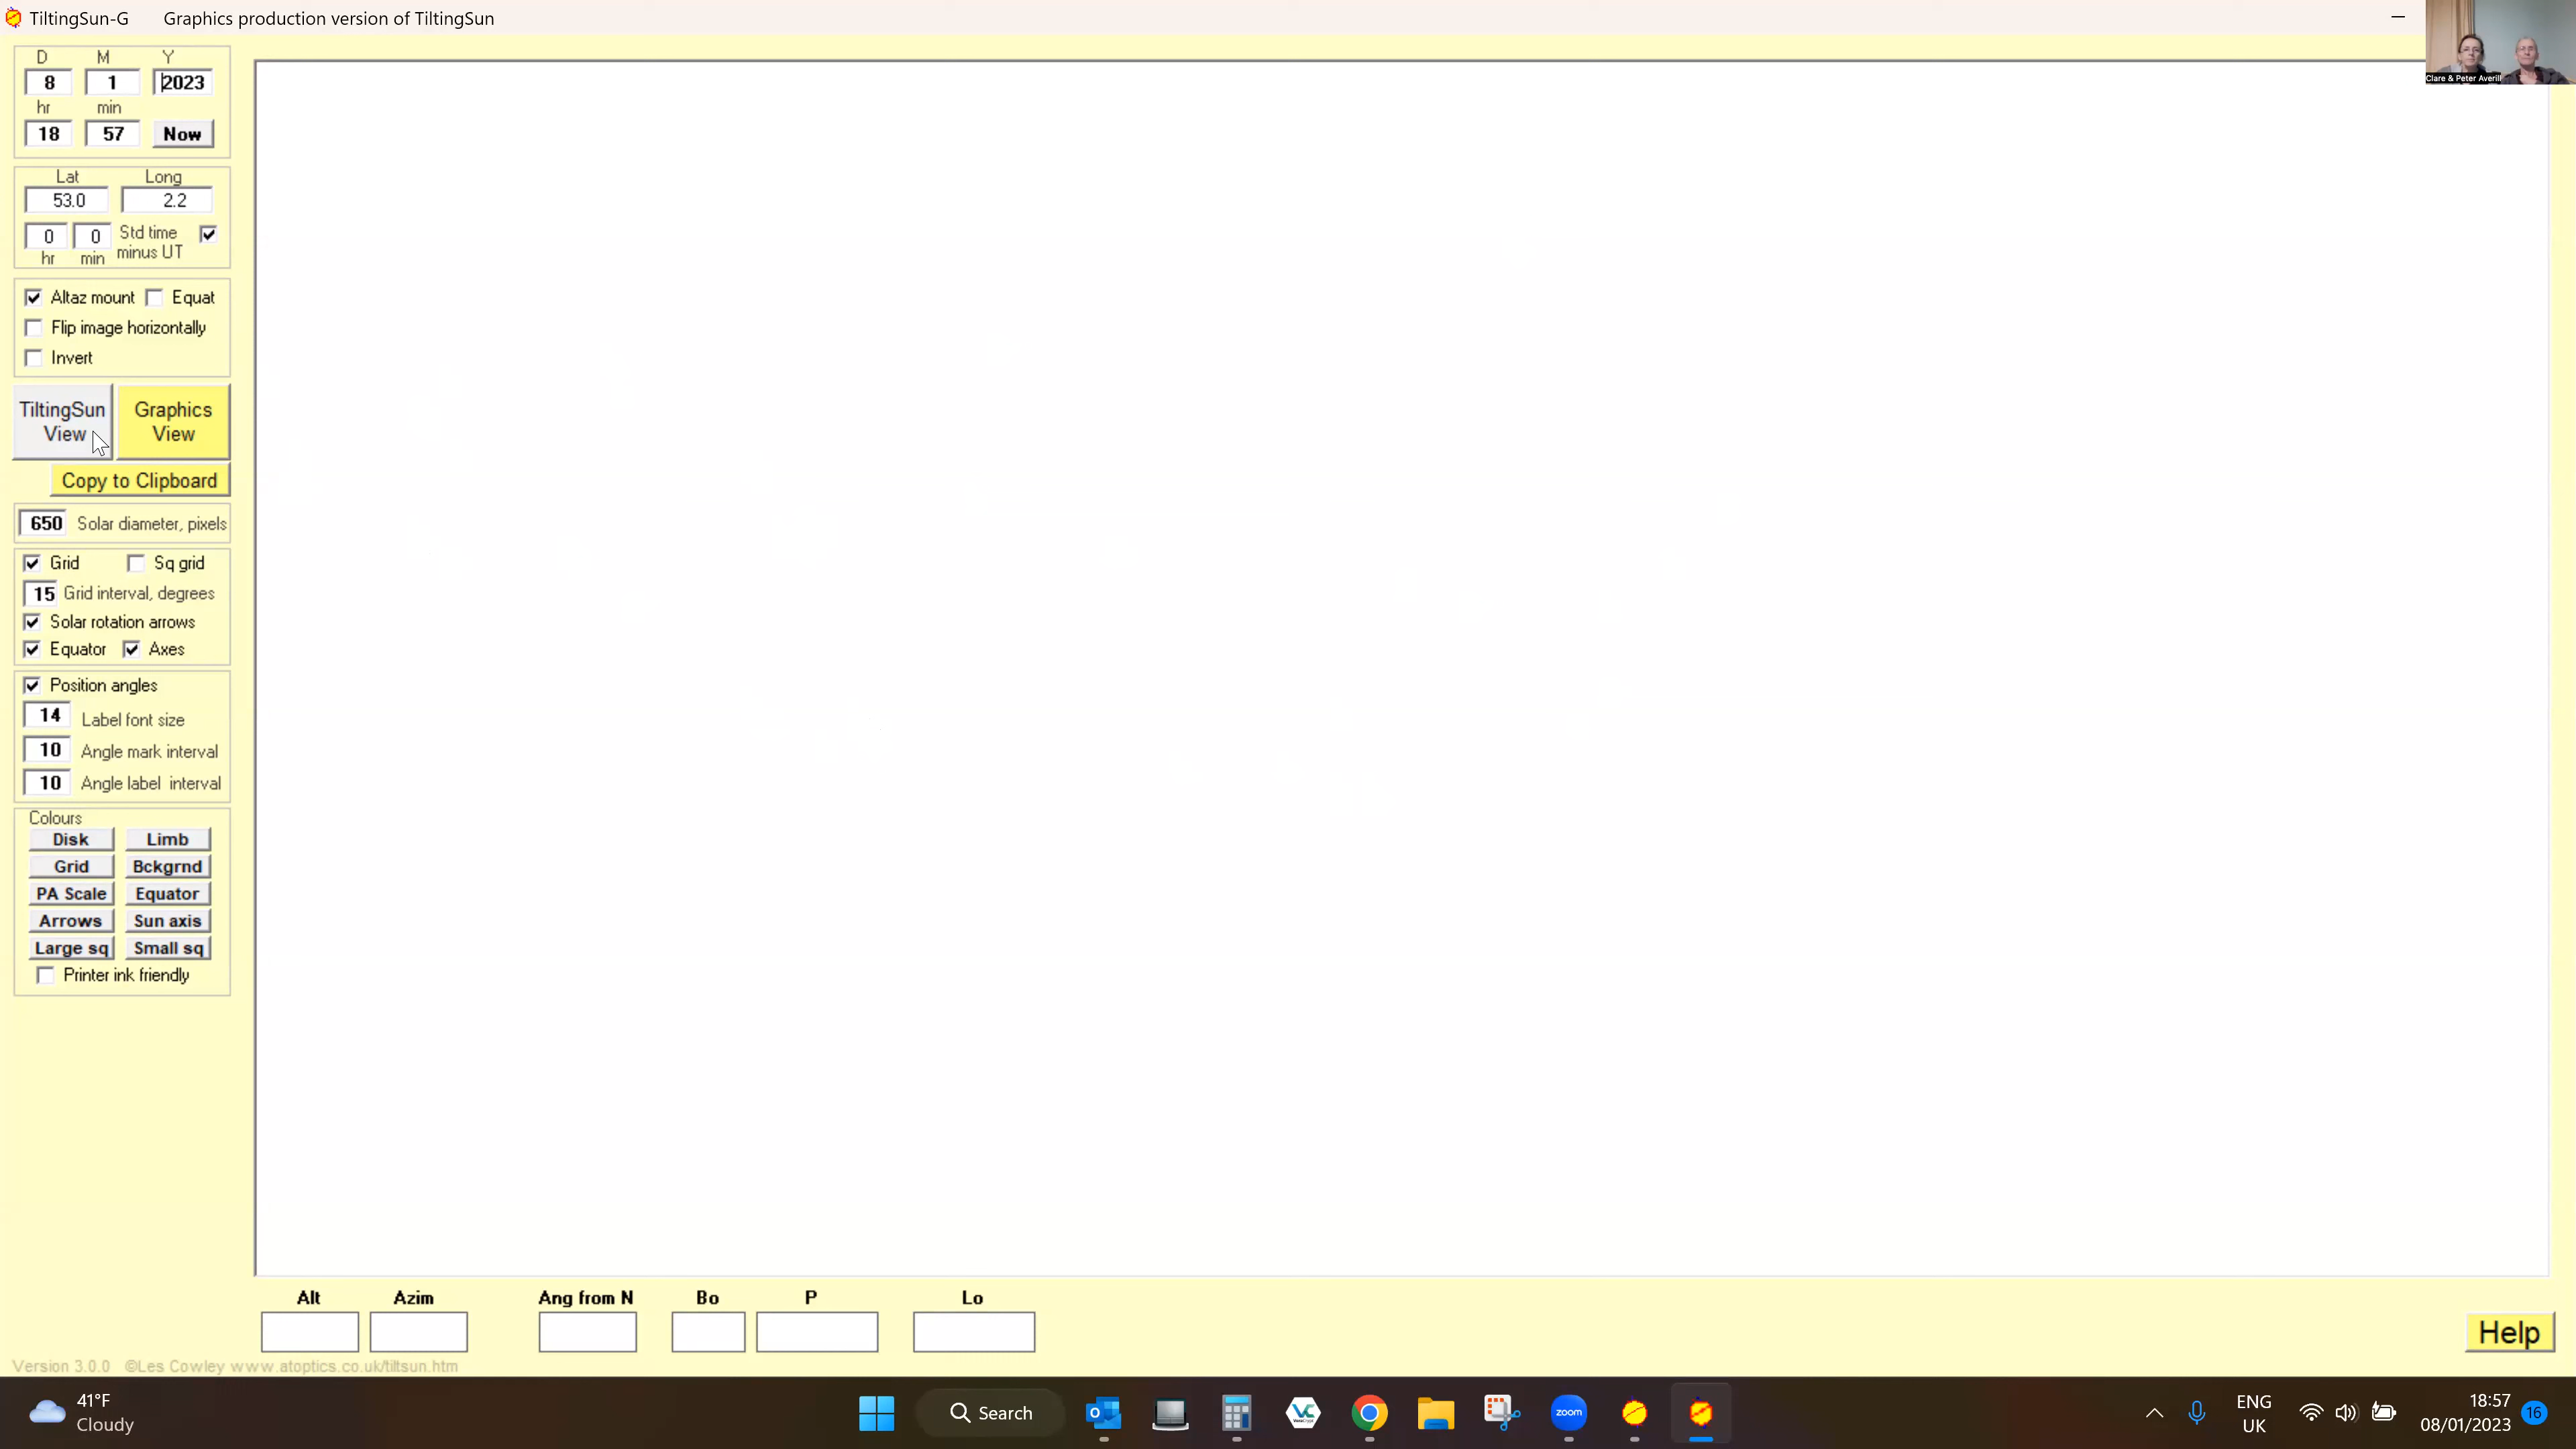 TiltingSun-G Graphics production version of TiltingSun
Clare & Peter Averill
D M Y
8 1 2023
hr min
18 57 Now
Lat Long
53.0 2.2
0 0 Std time
hr min minus UT
Altaz mount Equat
Flip image horizontally
Invert
TiltingSun
View
Graphics
View
Copy to Clipboard
650 Solar diameter, pixels
Grid Sq grid
15 Grid interval, degrees
Solar rotation arrows
Equator Axes
Position angles
14 Label font size
10 Angle mark interval
10 Angle label interval
Colours
Disk Limb
Grid Bckgrnd
PA Scale Equator
Arrows Sun axis
Large sq Small sq
Printer ink friendly
Alt Azim Ang from N Bo P Lo
Help
Version 3.0.0 ©Les Cowley www.atoptics.co.uk/tiltsun.htm
41°F
Cloudy
Search
zoom
ENG
UK
18:57
08/01/2023
16